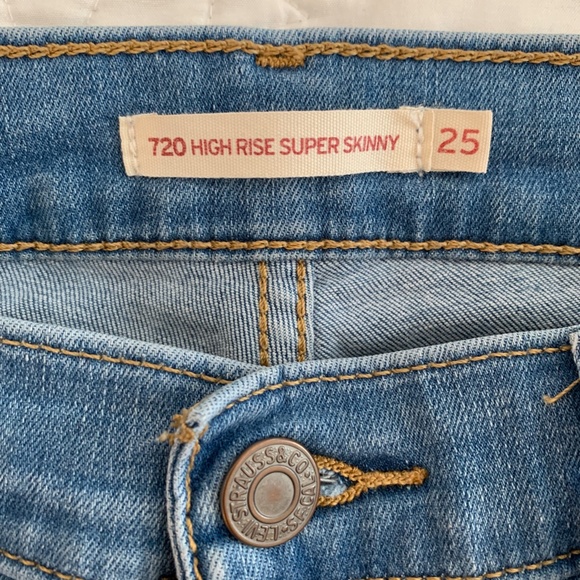 720 HIGH RISE SUPER SKINNY 25
LEVI STRAUSS & CO